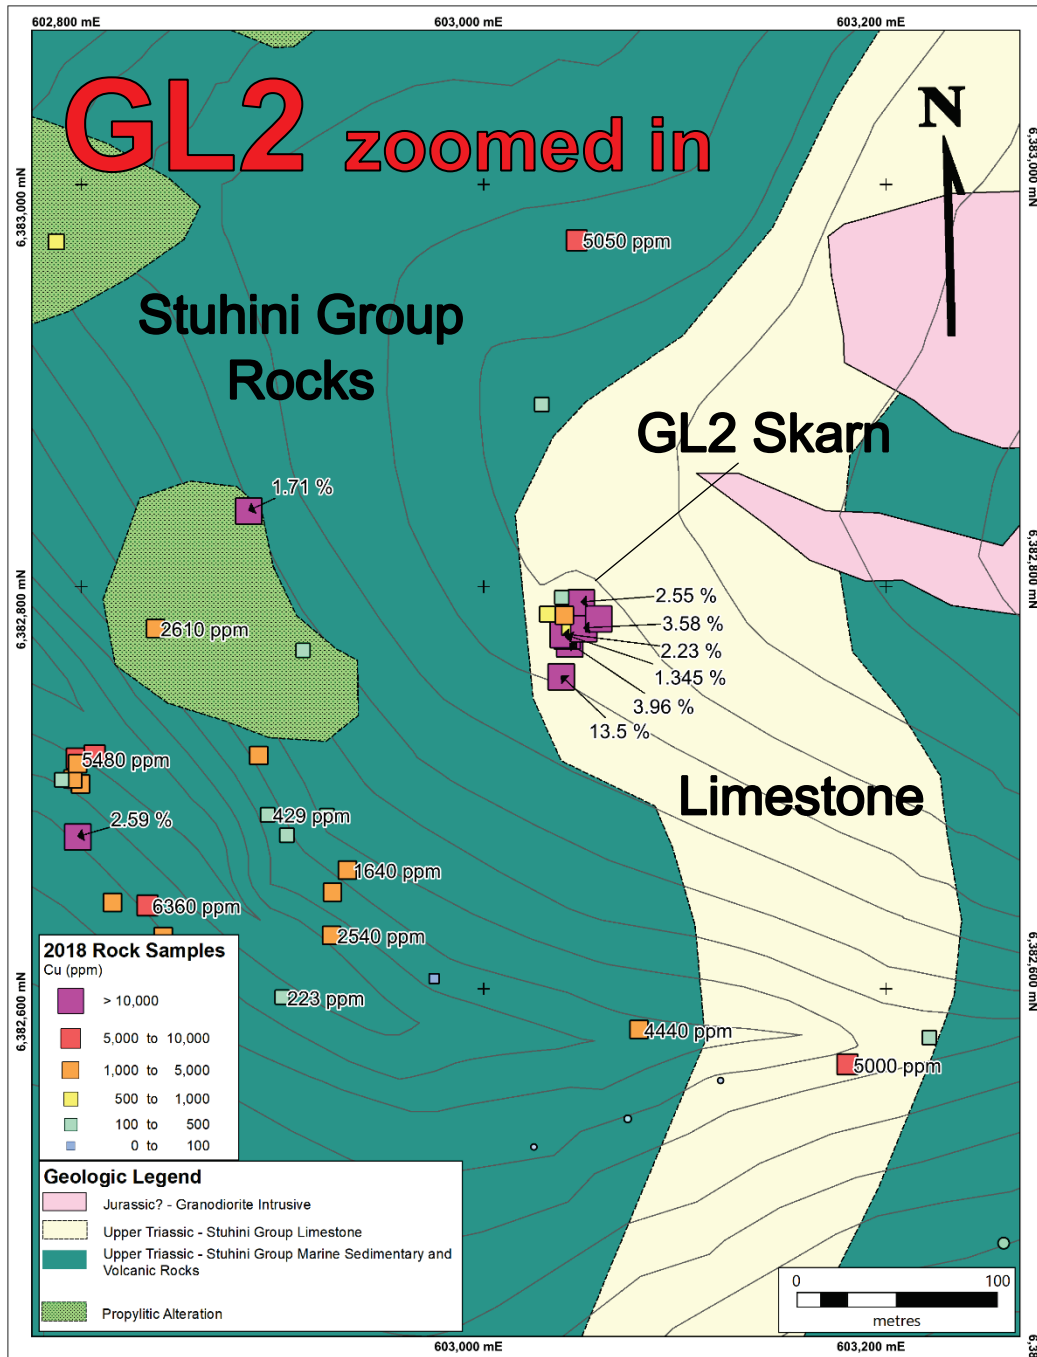 602,800 mE
603,000 mE
603,200 mE
GL2 zoomed in
N
6,383,000 mN
6,383,000 mN
5050 ppm
Stuhini Group
Rocks
GL2 Skarn
1.71 %
6,382,800 mN
6,382,800 mN
2.55 %
3.58 %
2.23 %
1.345 %
3.96 %
13.5 %
2610 ppm
5480 ppm
Limestone
2.59 %
429 ppm
1640 ppm
6360 ppm
2540 ppm
223 ppm
6,382,600 mN
6,382,600 mN
4440 ppm
5000 ppm
2018 Rock Samples
Cu (ppm)
> 10,000
5,000 to 10,000
1,000 to 5,000
500 to 1,000
100 to 500
0 to 100
Geologic Legend
Jurassic? - Granodiorite Intrusive
Upper Triassic - Stuhini Group Limestone
Upper Triassic - Stuhini Group Marine Sedimentary and
Volcanic Rocks
Propylitic Alteration
0 100
metres
603,000 mE
603,200 mE